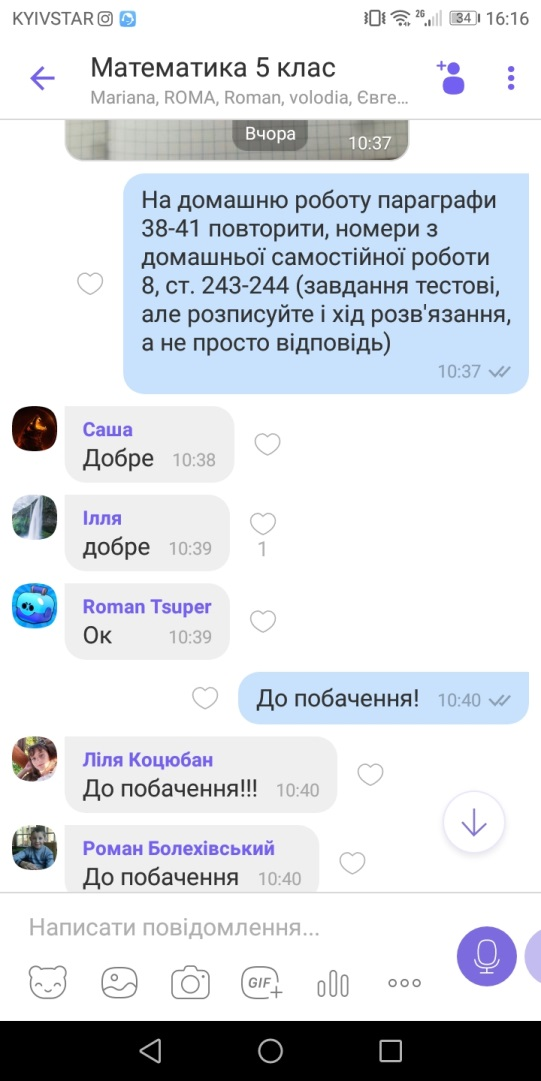 KYIVSTAR 2G 34 16:16
Математика 5 клас
Mariana, ROMA, Roman, volodia, Євге...
Вчора
10:37
На домашню роботу параграфи
38-41 повторити, номери з
домашньої самостійної роботи
8, ст. 243-244 (завдання тестові,
але розписуйте і хід розв'язання,
а не просто відповідь)
10:37
Саша
Добре 10:38
Ілля
добре 10:39
1
Roman Tsuper
Ок 10:39
До побачення! 10:40
Ліля Коцюбан
До побачення!!! 10:40
Роман Болехівський
До побачення 10:40
Написати повідомлення...
GIF